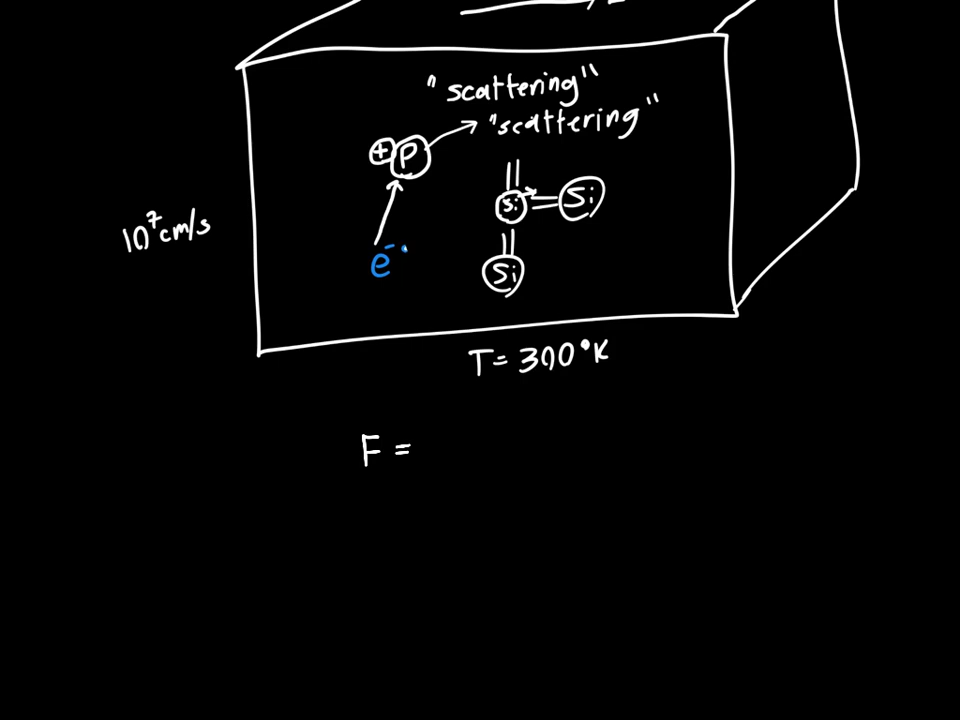 "scattering"
"scattering"
+ P
Si = Si
10⁷cm/s
e⁻
Si
T = 300°K
F =